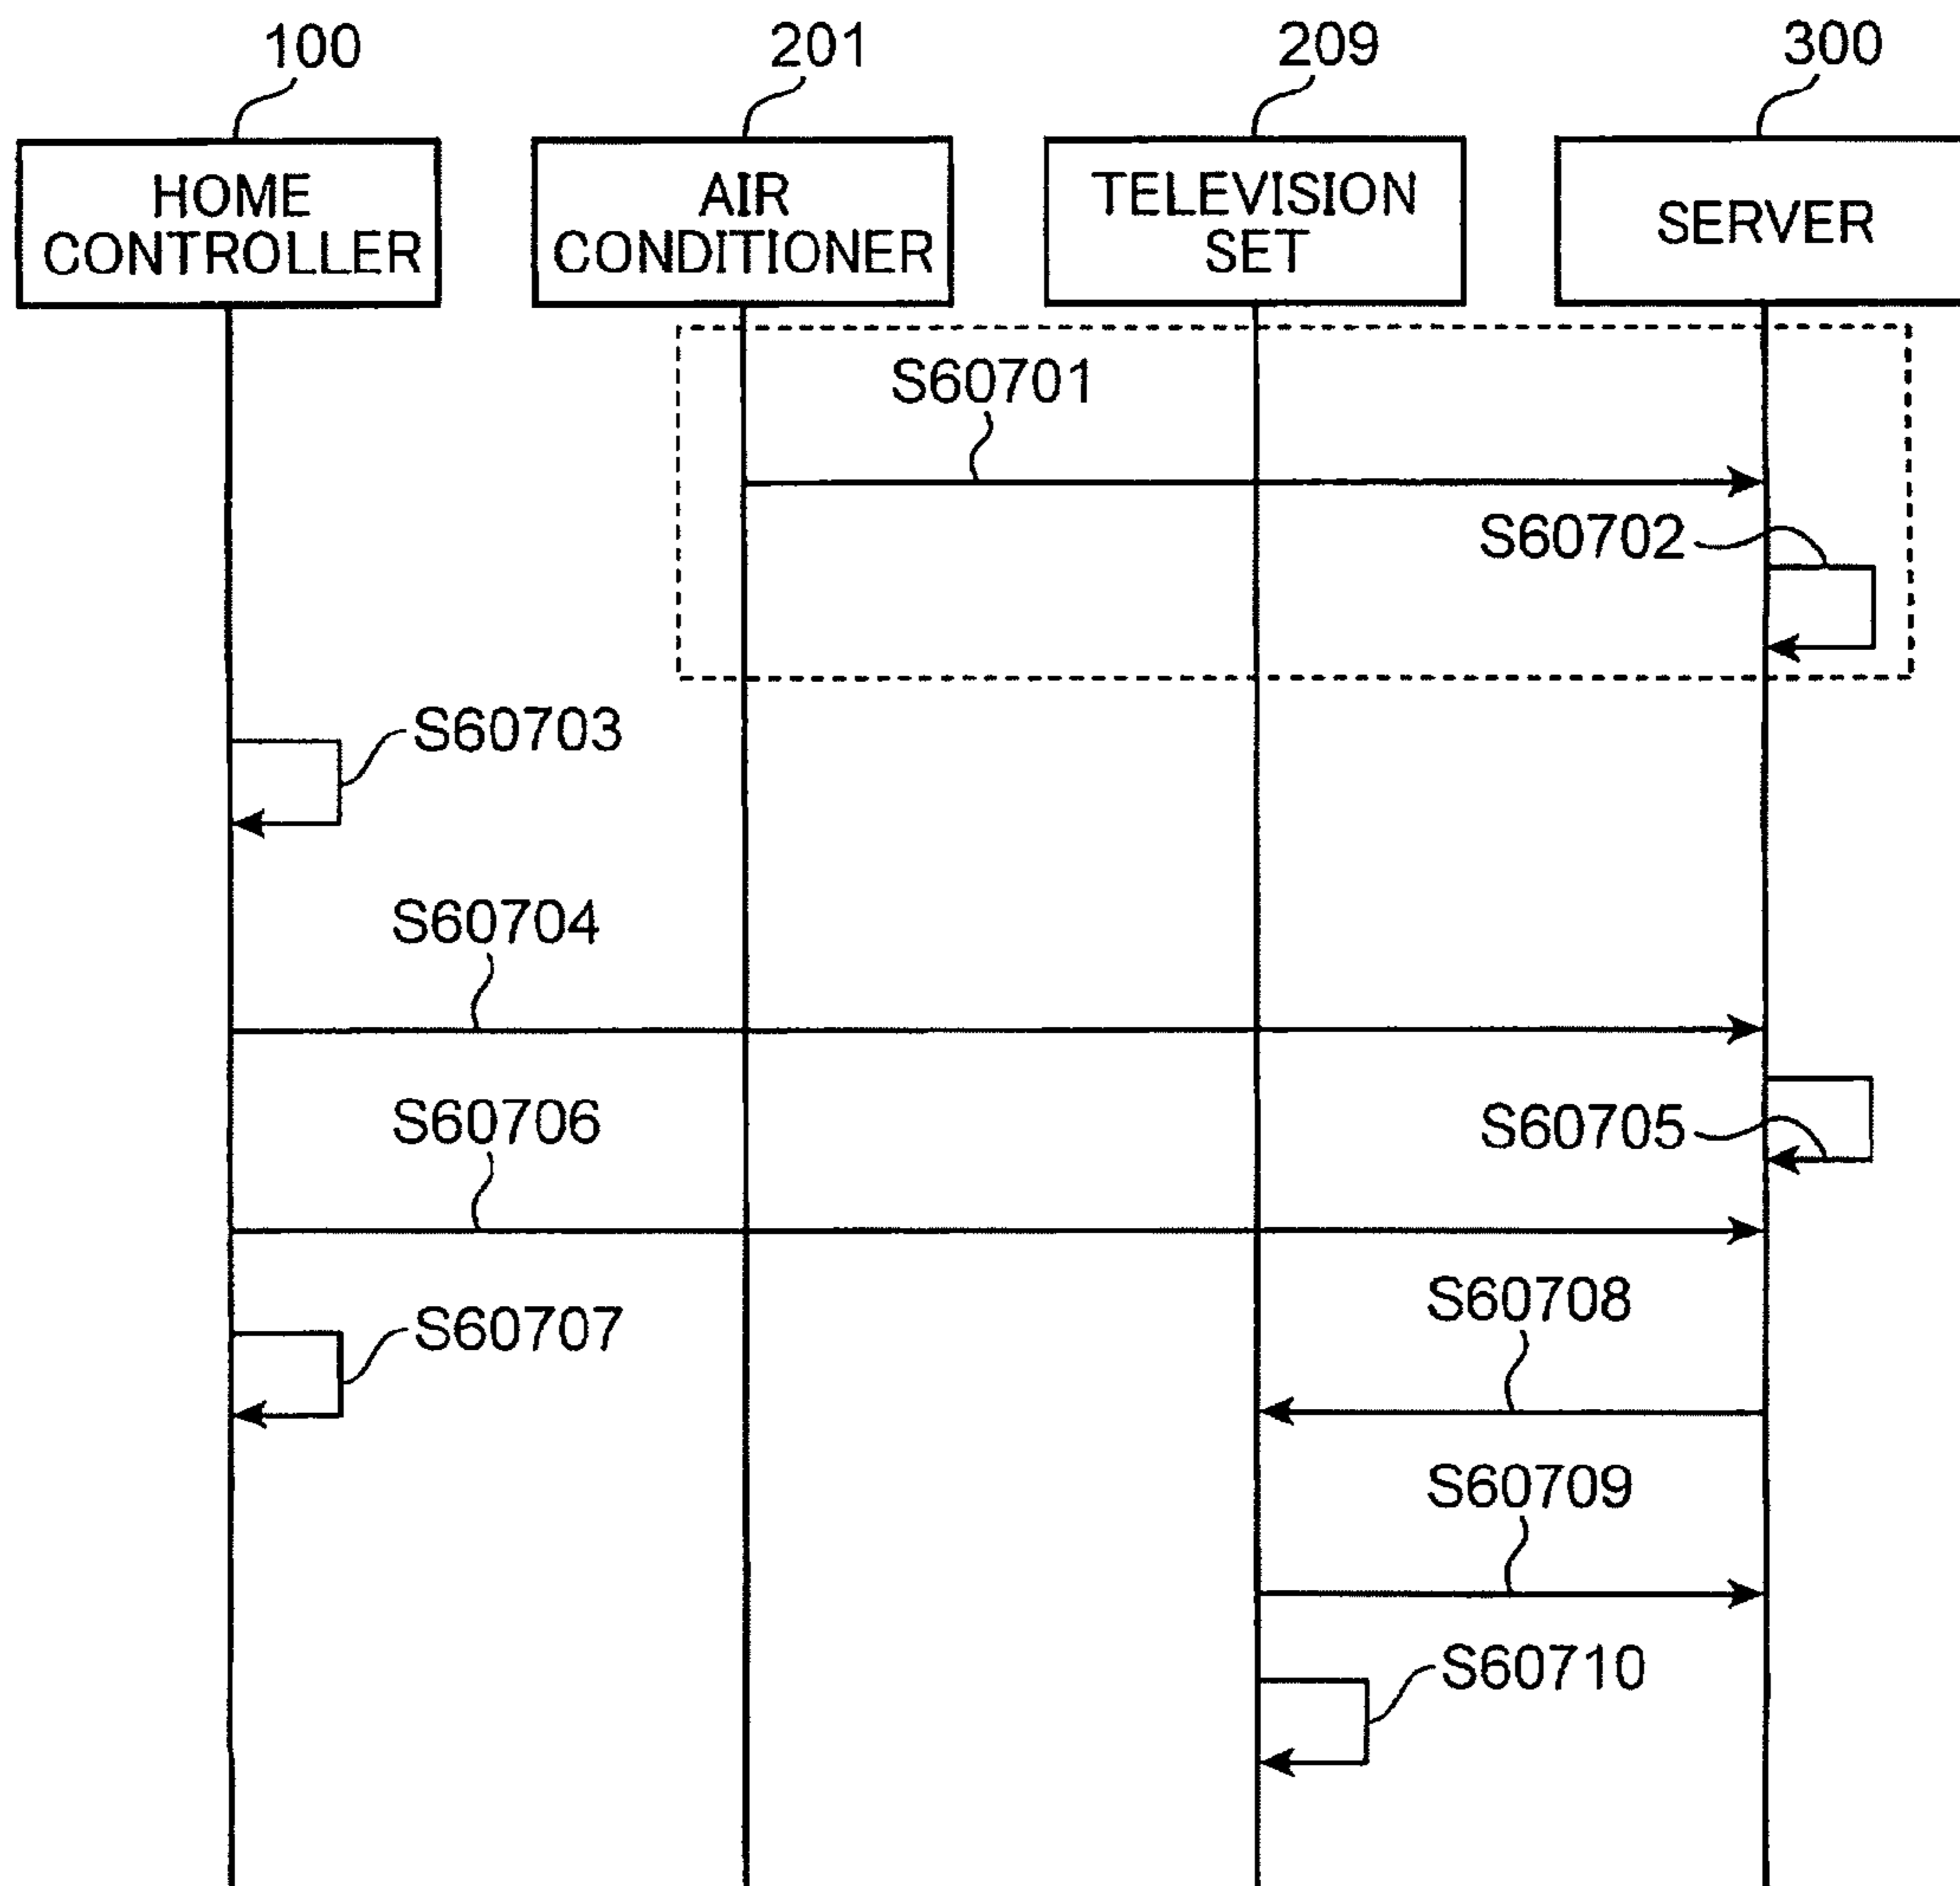 100
201
209
300
HOME
CONTROLLER
AIR
CONDITIONER
TELEVISION
SET
SERVER
S60701
S60702
S60703
S60704
S60706
S60705
S60708
S60707
S60709
S60710